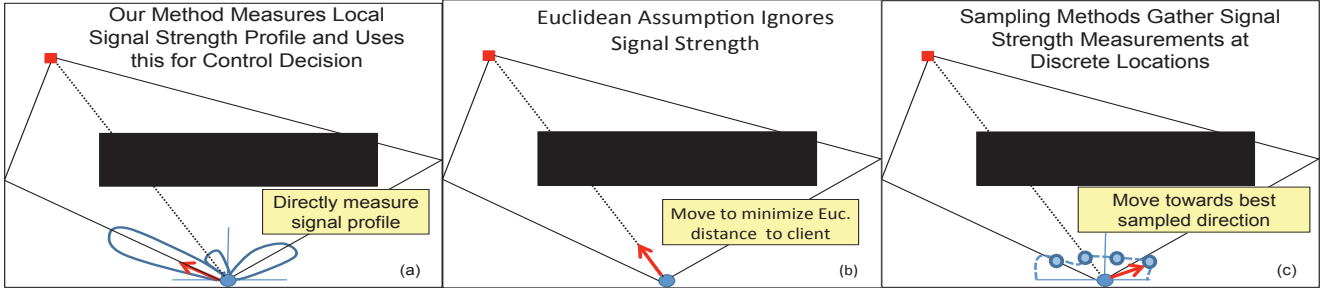 Our Method Measures Local
Signal Strength Profile and Uses
this for Control Decision
Directly measure
signal profile
(a)
Euclidean Assumption Ignores
Signal Strength
Move to minimize Euc.
distance to client
(b)
Sampling Methods Gather Signal
Strength Measurements at
Discrete Locations
Move towards best
sampled direction
(c)